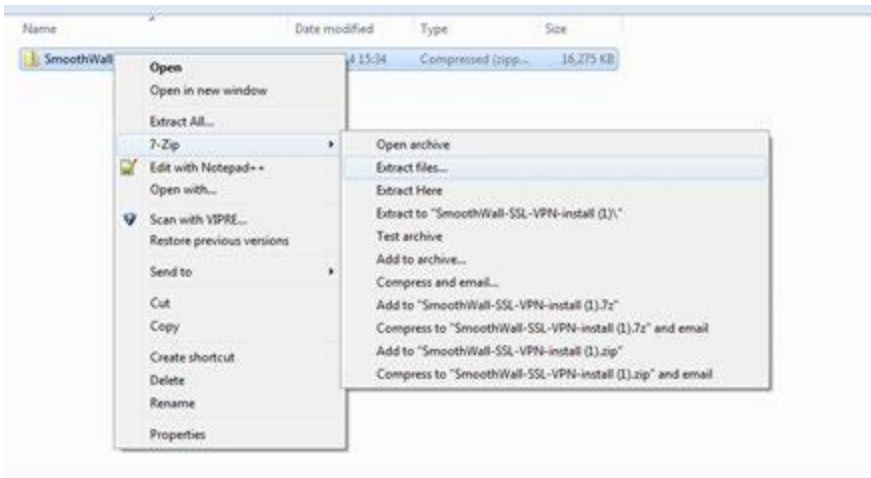 Name Date modified Type Size
SmoothWall 4 15:34 Compressed (zipp... 16,275 KB
Open
Open in new window
Extract All...
7-Zip
Edit with Notepad++
Open with...
Scan with VIPRE...
Restore previous versions
Send to
Cut
Copy
Create shortcut
Delete
Rename
Properties
Open archive
Extract files...
Extract Here
Extract to "SmoothWall-SSL-VPN-install (1)\"
Test archive
Add to archive...
Compress and email...
Add to "SmoothWall-SSL-VPN-install (1).7z"
Compress to "SmoothWall-SSL-VPN-install (1).7z" and email
Add to "SmoothWall-SSL-VPN-install (1).zip"
Compress to "SmoothWall-SSL-VPN-install (1).zip" and email